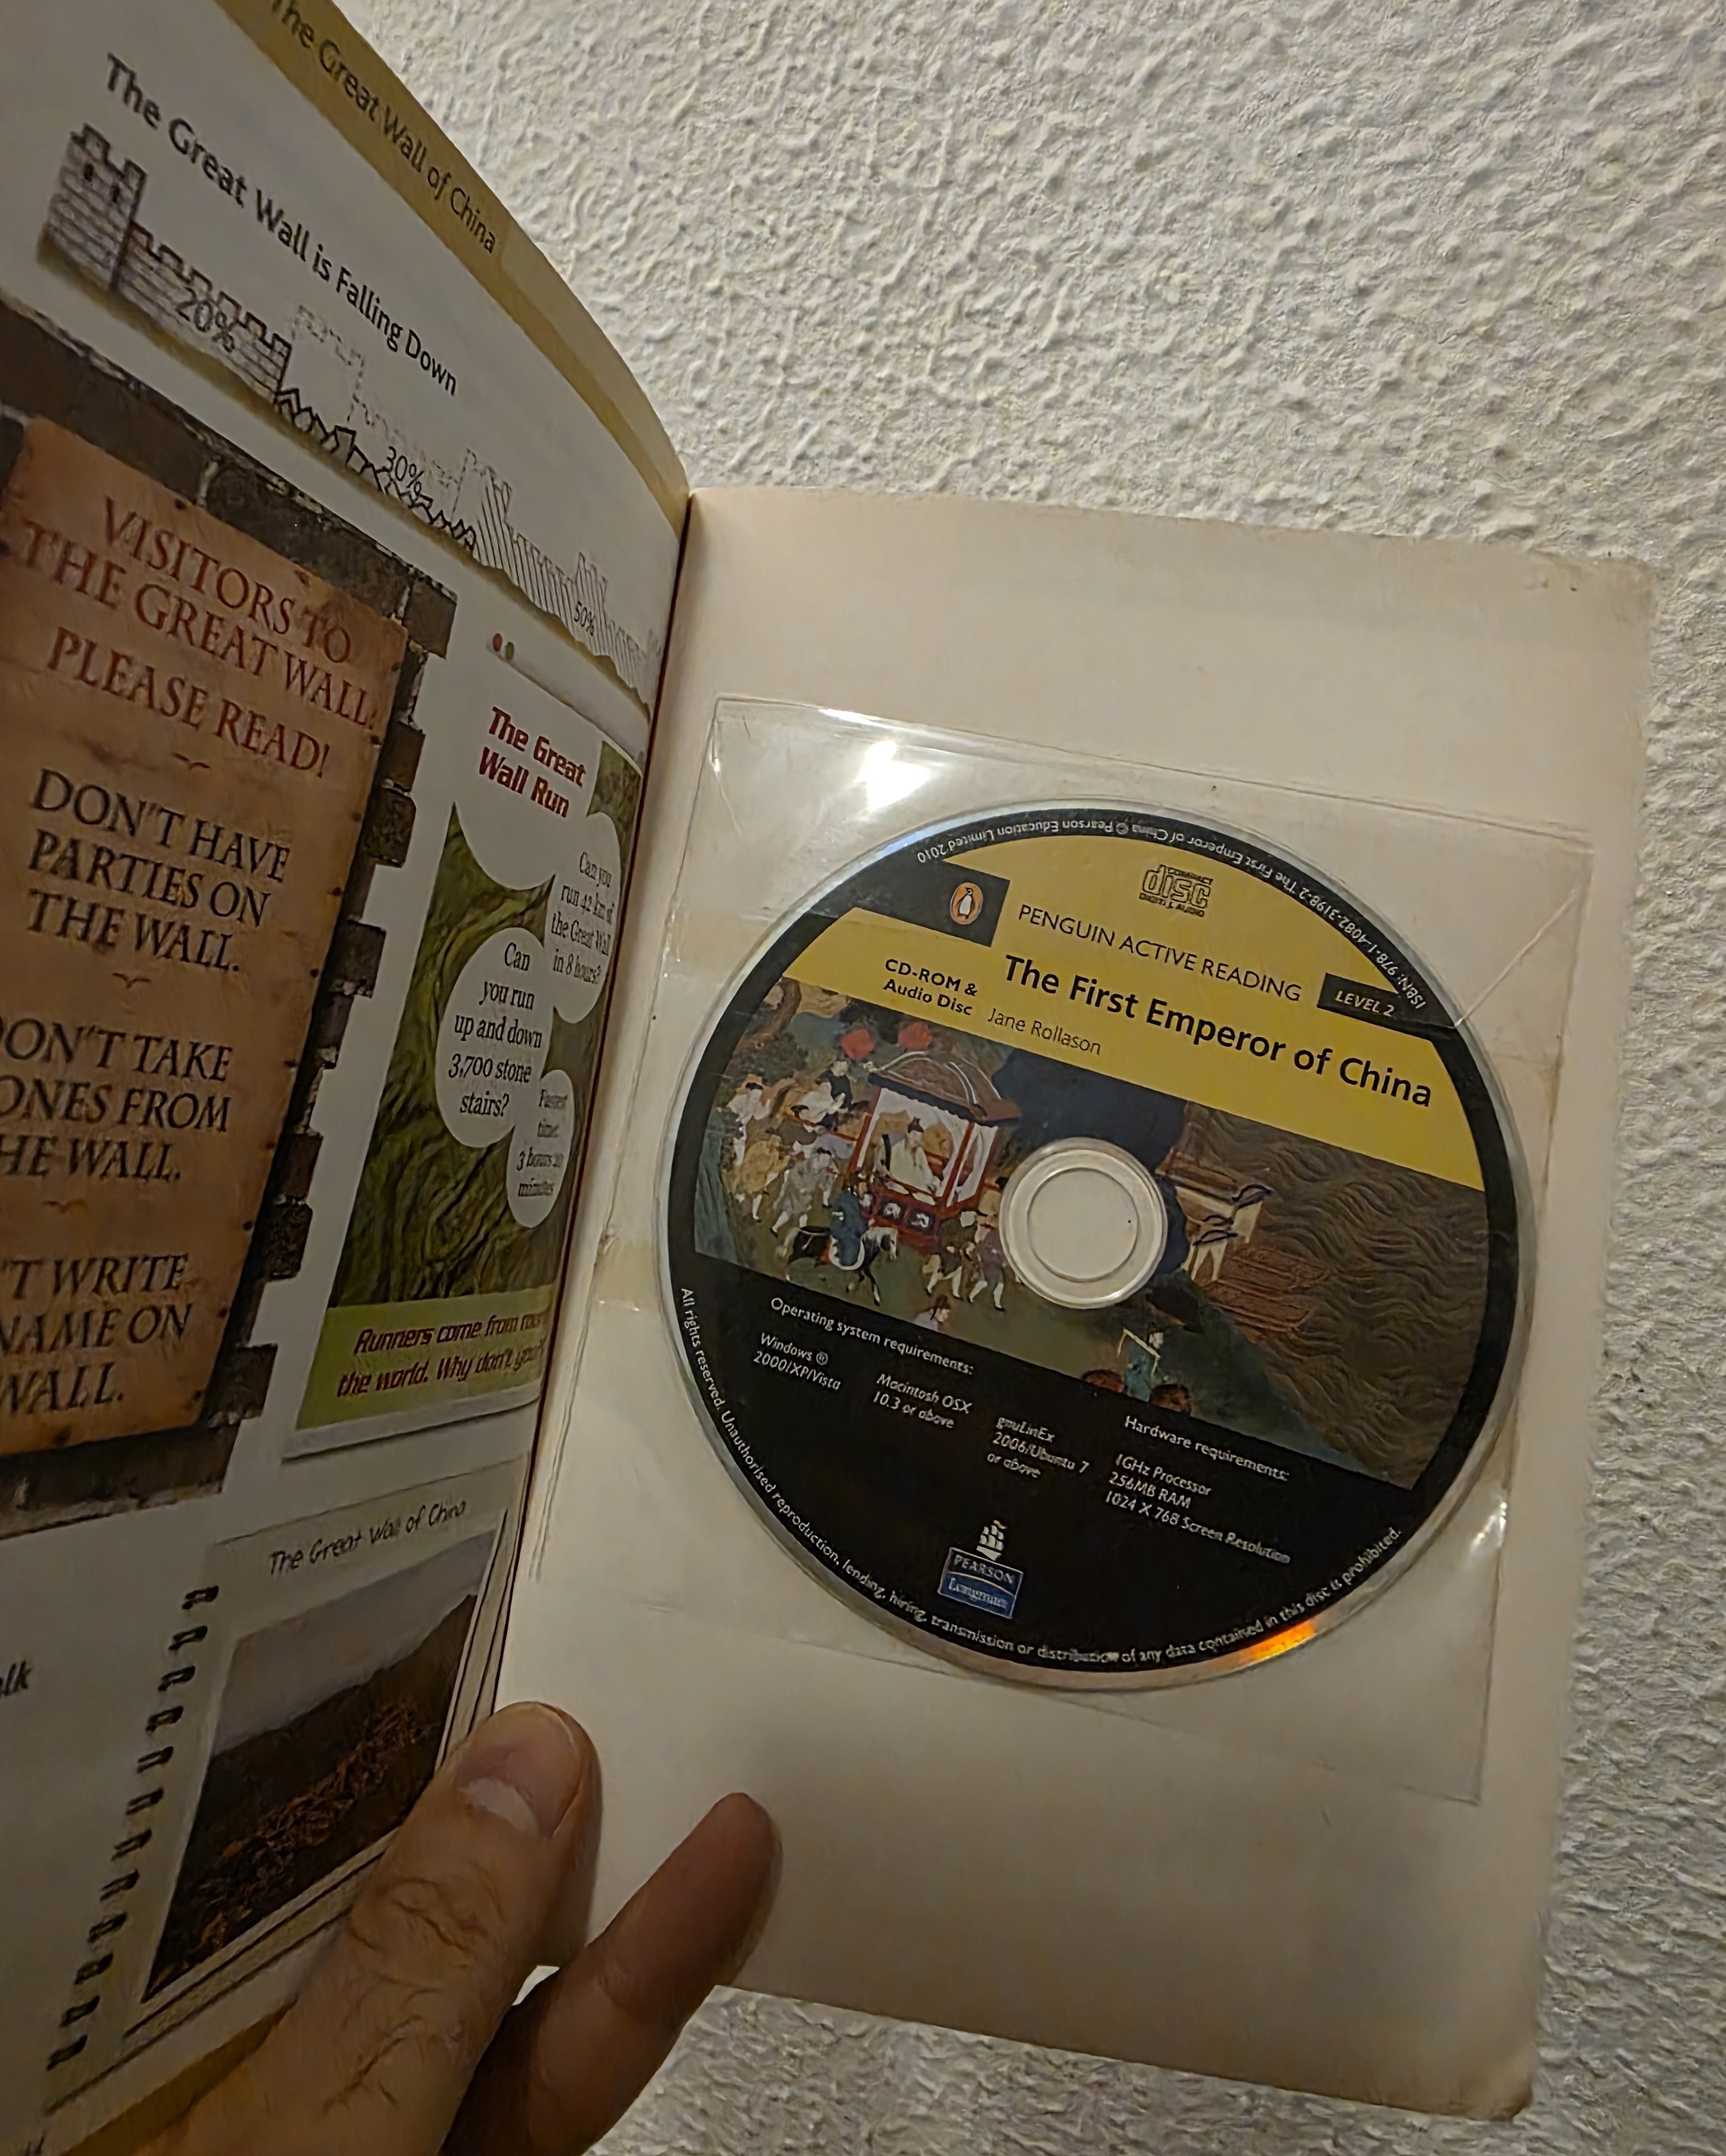 The Great Wall of China
The Great Wall is Falling Down
20%
30%
50%
VISITORS TO
THE GREAT WALL,
PLEASE READ!
DON'T HAVE
PARTIES ON
THE WALL.
DON'T TAKE
ONES FROM
HE WALL.
'T WRITE
NAME ON
WALL.
The Great
Wall Run
Can you
run 42 km of
the Great Wall
in 8 hours?
Can
you run
up and down
3,700 stone
stairs?
Fastest
time:
3 hours
minutes
Runners come from
the world. Why don't
The Great Wall of China
alk
ISBN: 978-1-4082-3198-2 The First Emperor of China © Pearson Education Limited 2010
COMPACT
disc
DIGITAL AUDIO
PENGUIN ACTIVE READING
LEVEL 2
CD-ROM &
Audio Disc
The First Emperor of China
Jane Rollason
Operating system requirements:
Windows ®
2000/XP/Vista
Macintosh OSX
10.3 or above
gnuLinEx
2006/Ubuntu 7
or above
Hardware requirements:
1GHz Processor
256MB RAM
1024 X 768 Screen Resolution
PEARSON
Longman
All rights reserved. Unauthorised reproduction, lending, hiring, transmission or distribution of any data contained in this disc is prohibited.